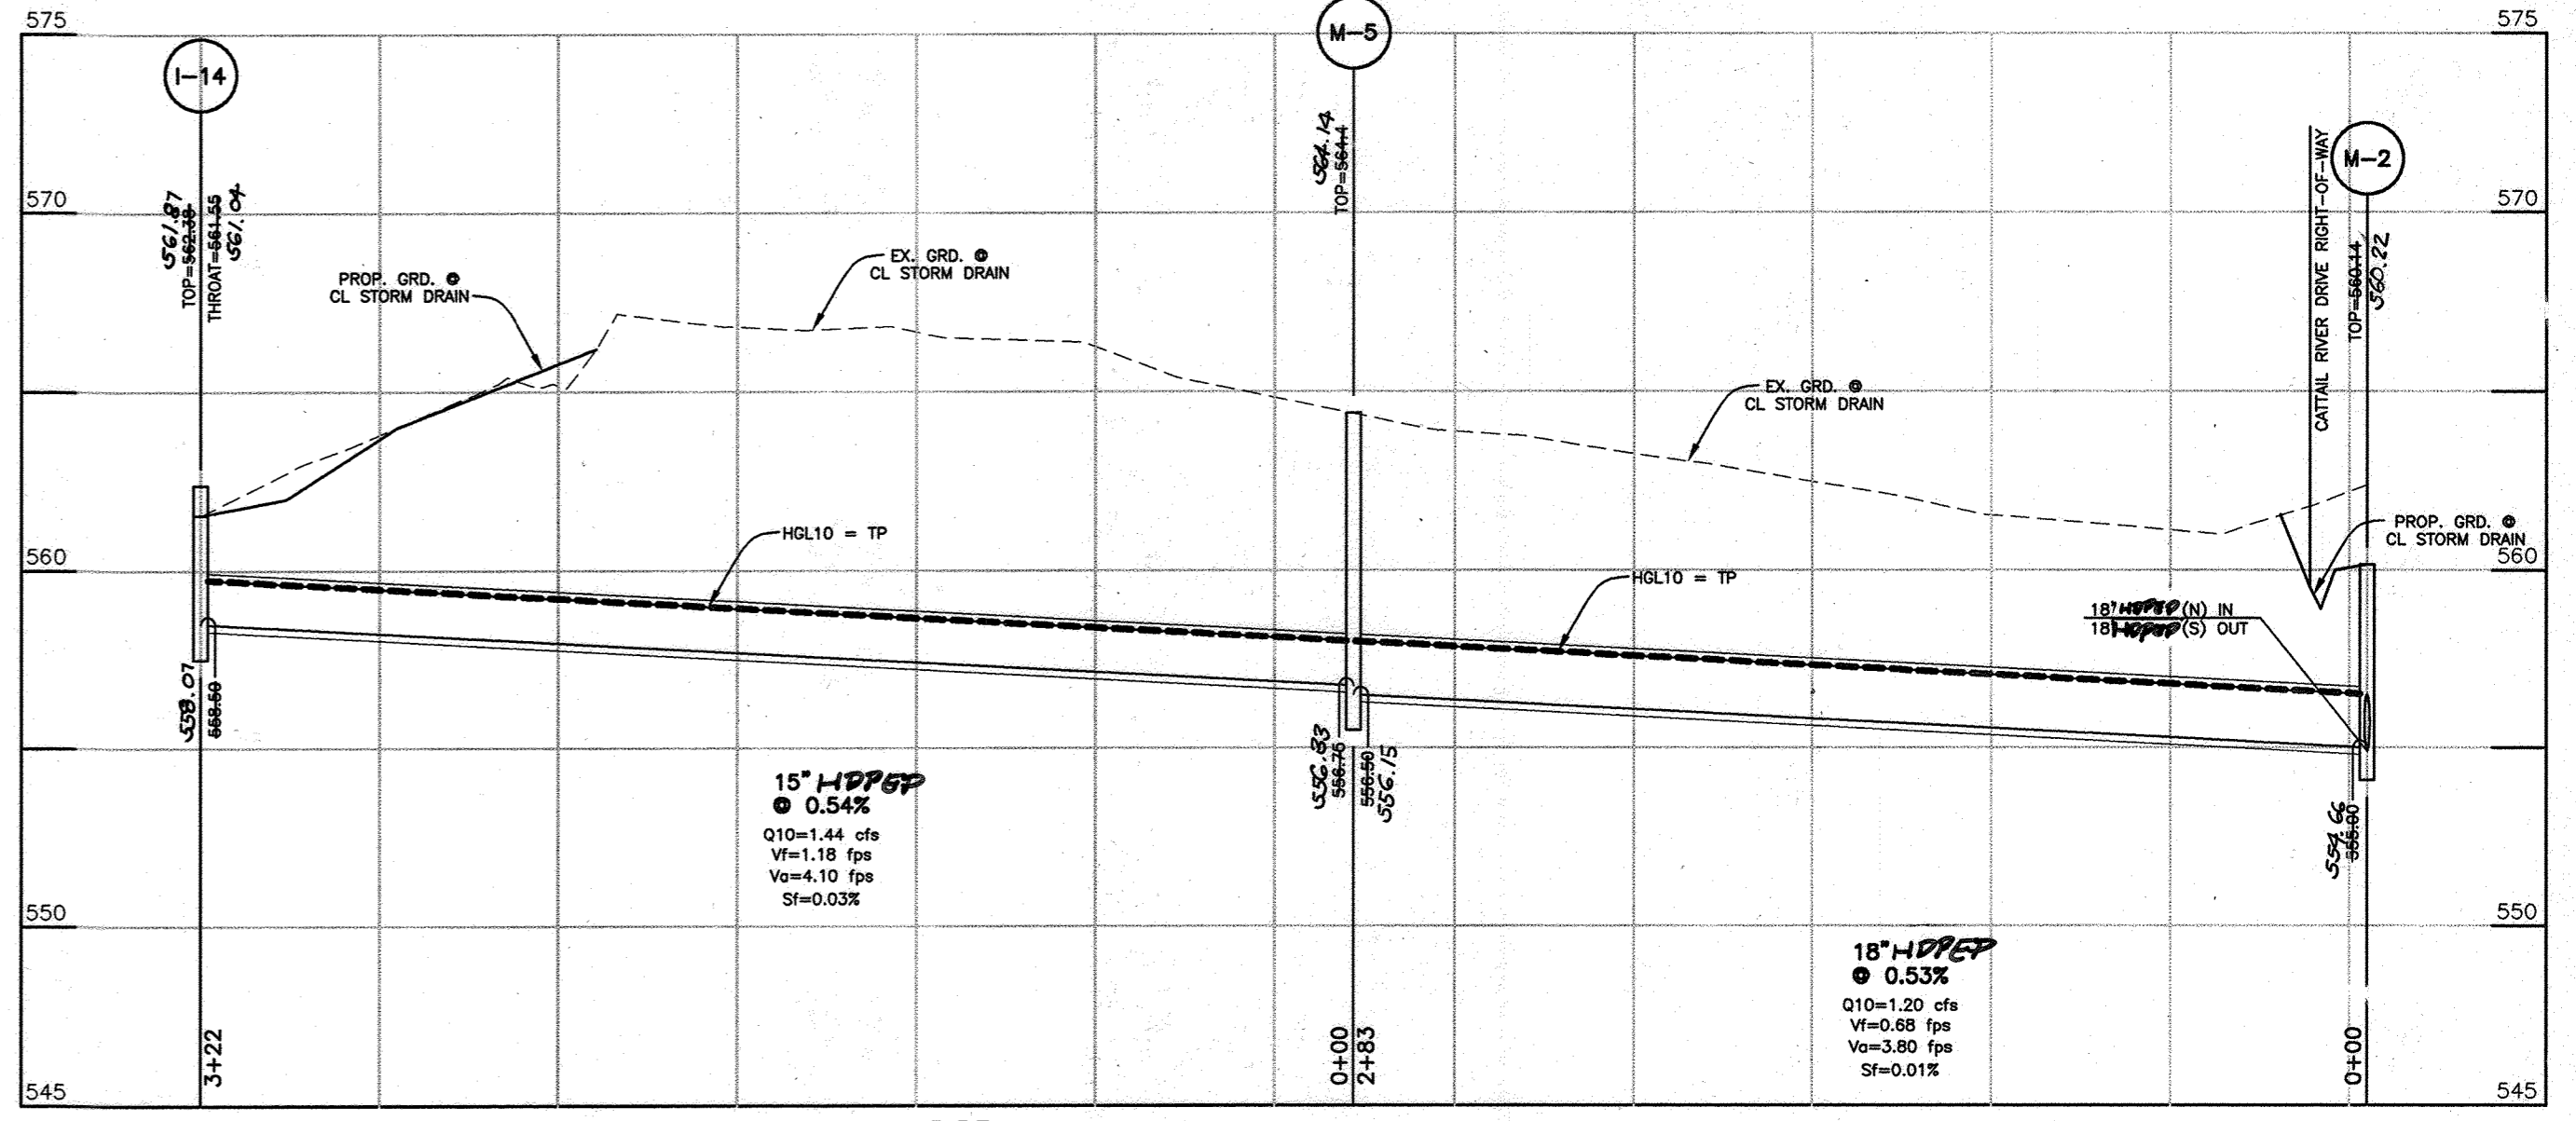 575
575
I-14
M-5
M-2
570
570
560
560
550
550
545
545
561.87
TOP=562.38
THROAT=561.55
561.04
564.14
TOP=564.4
CATTAIL RIVER DRIVE RIGHT-OF-WAY
TOP=560.14
560.22
PROP. GRD. @
CL STORM DRAIN
EX. GRD. @
CL STORM DRAIN
EX. GRD. @
CL STORM DRAIN
PROP. GRD. @
CL STORM DRAIN
HGL10 = TP
HGL10 = TP
18" HDPEP (N) IN
18" HDPEP (S) OUT
558.07
558.50
556.83
556.76
556.50
556.15
554.66
555.00
15" HDPEP
@ 0.54%
Q10=1.44 cfs
Vf=1.18 fps
Va=4.10 fps
Sf=0.03%
18" HDPEP
@ 0.53%
Q10=1.20 cfs
Vf=0.68 fps
Va=3.80 fps
Sf=0.01%
3+22
0+00
2+83
0+00